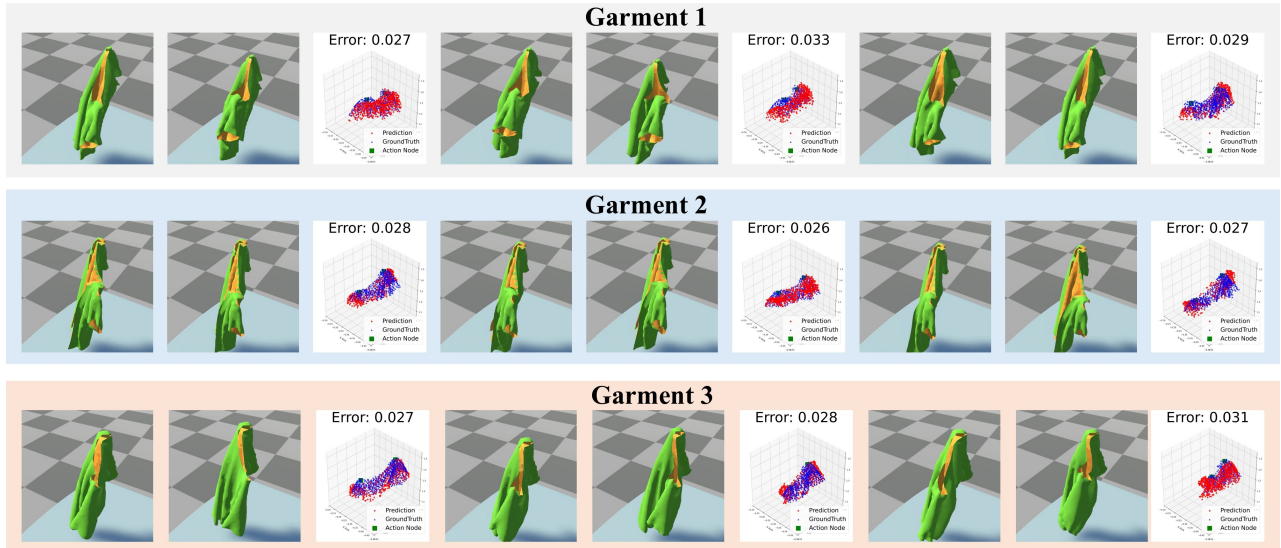 Garment 1
Error: 0.027
Prediction
GroundTruth
Action Node
Error: 0.033
Prediction
GroundTruth
Action Node
Error: 0.029
Prediction
GroundTruth
Action Node
Garment 2
Error: 0.028
Prediction
GroundTruth
Action Node
Error: 0.026
Prediction
GroundTruth
Action Node
Error: 0.027
Prediction
GroundTruth
Action Node
Garment 3
Error: 0.027
Prediction
GroundTruth
Action Node
Error: 0.028
Prediction
GroundTruth
Action Node
Error: 0.031
Prediction
GroundTruth
Action Node